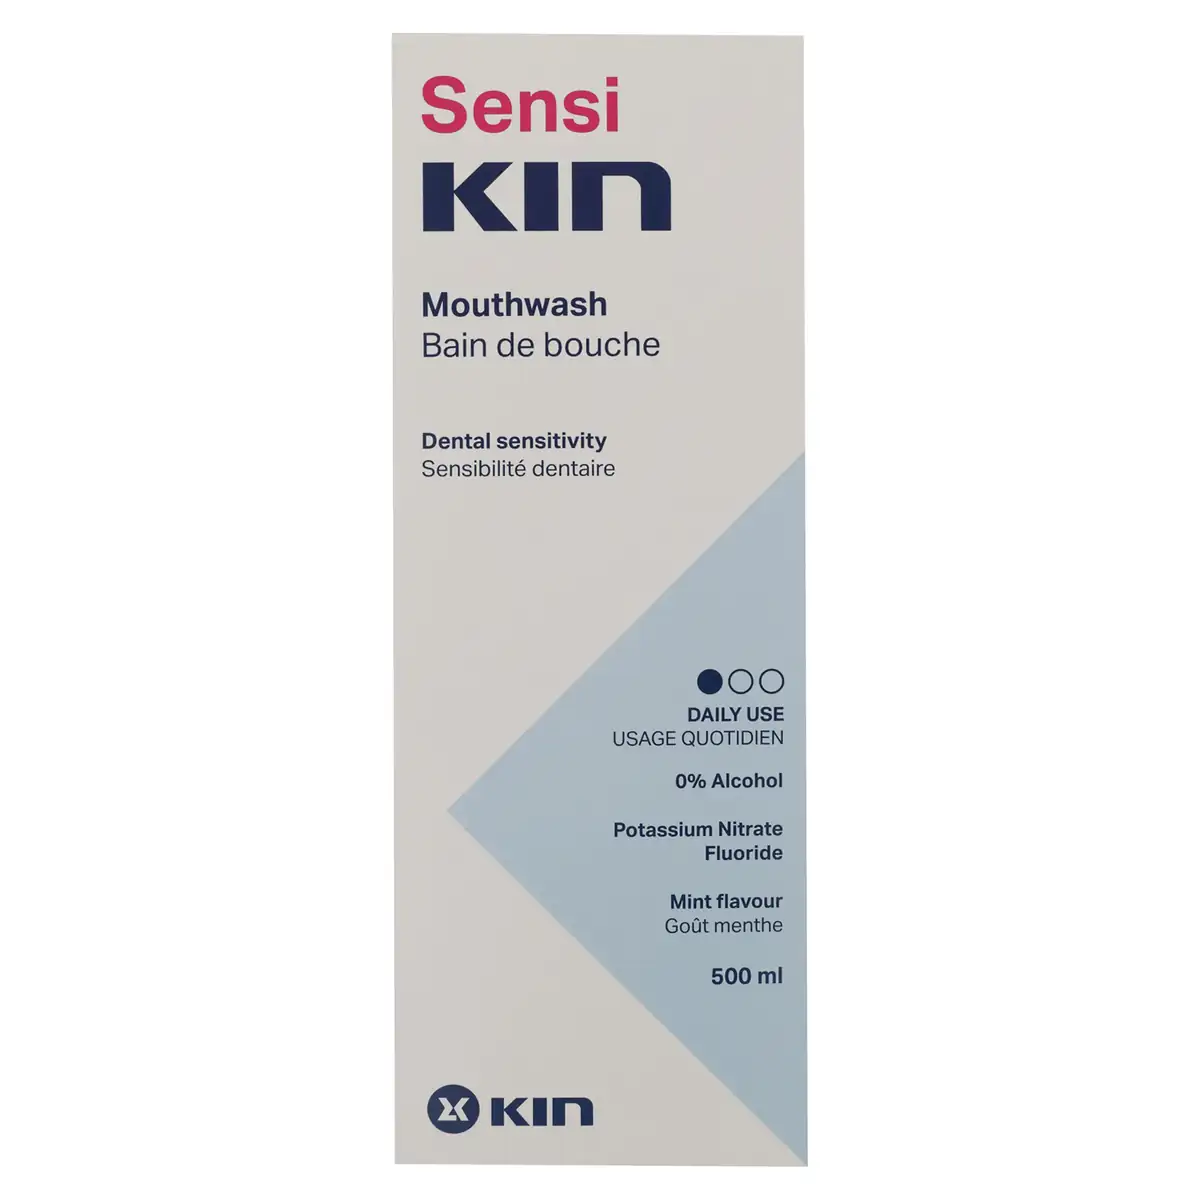 Sensi
KIN
Mouthwash
Bain de bouche
Dental sensitivity
Sensibilité dentaire
DAILY USE
USAGE QUOTIDIEN
0% Alcohol
Potassium Nitrate
Fluoride
Mint flavour
Goût menthe
500 ml
KIN